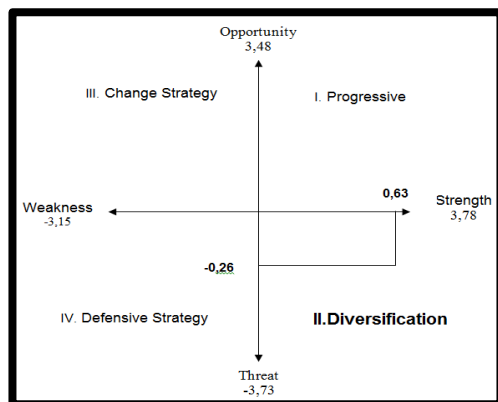 Opportunity
3,48
III. Change Strategy
I. Progressive
0,63
Weakness
-3,15
Strength
3,78
-0,26
IV. Defensive Strategy
II.Diversification
Threat
-3,73